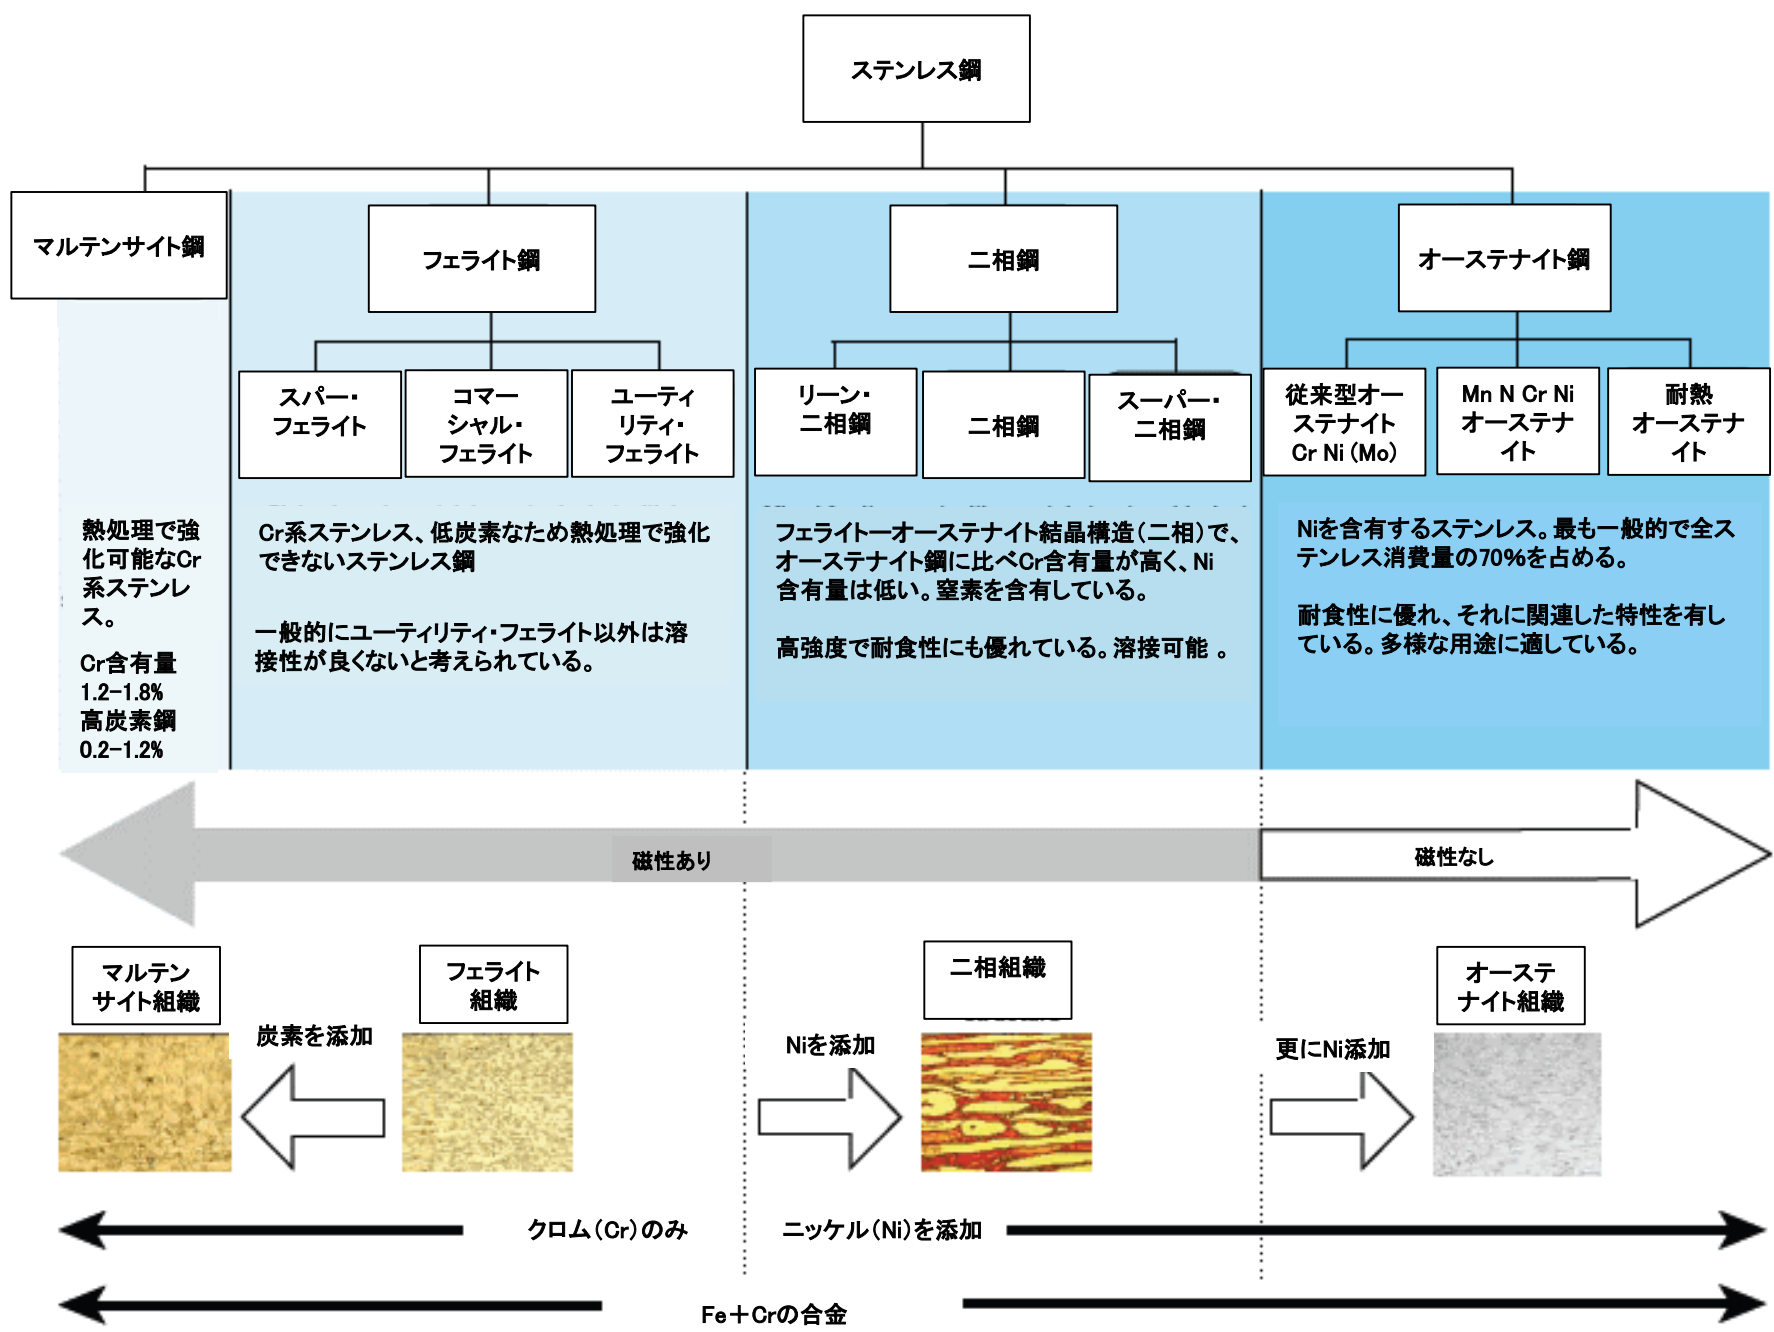 ステンレス鋼
マルテンサイト鋼
フェライト鋼
二相鋼
オーステナイト鋼
スパー・
フェライト
コマー
シャル・
フェライト
ユーティ
リティ・
フェライト
リーン・
二相鋼
二相鋼
スーパー・
二相鋼
従来型オー
ステナイト
Cr Ni (Mo)
Mn N Cr Ni
オーステナ
イト
耐熱
オーステナ
イト
熱処理で強
化可能なCr
系ステンレ
ス。
Cr含有量
1.2-1.8%
高炭素鋼
0.2-1.2%
Cr系ステンレス、低炭素なため熱処理で強化
できないステンレス鋼
一般的にユーティリティ・フェライト以外は溶
接性が良くないと考えられている。
フェライトーオーステナイト結晶構造(二相)で、
オーステナイト鋼に比べCr含有量が高く、Ni
含有量は低い。窒素を含有している。
高強度で耐食性にも優れている。溶接可能 。
Niを含有するステンレス。最も一般的で全ス
テンレス消費量の70%を占める。
耐食性に優れ、それに関連した特性を有し
ている。多様な用途に適している。
磁性あり
磁性なし
マルテン
サイト組織
フェライト
組織
二相組織
オーステ
ナイト組織
炭素を添加
Niを添加
更にNi添加
クロム(Cr)のみ
ニッケル(Ni)を添加
Fe+Crの合金